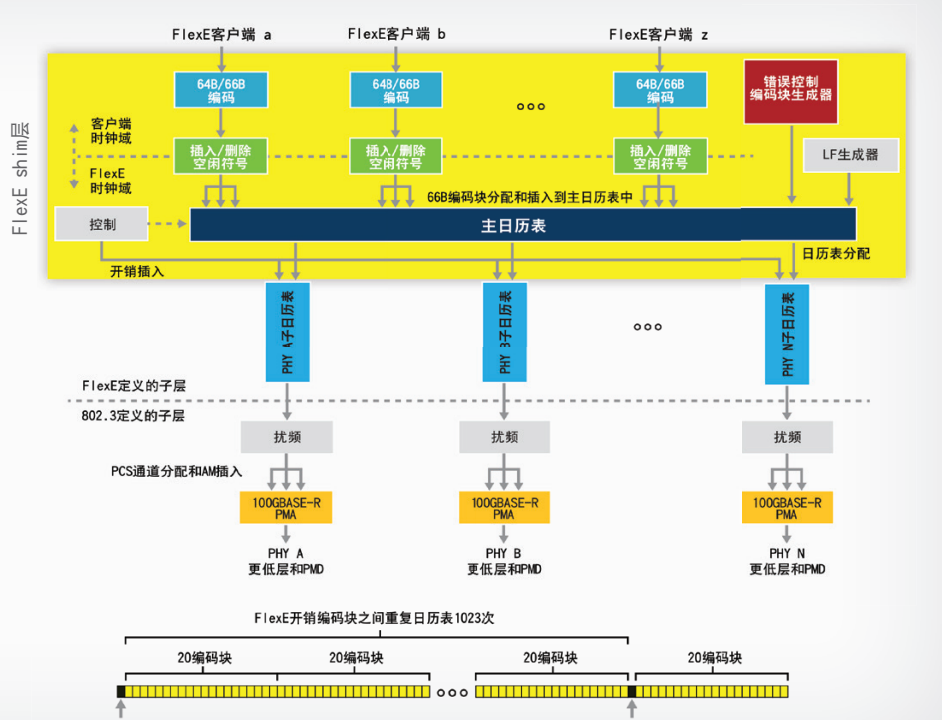 FlexE客户端 a
FlexE客户端 b
FlexE客户端 z
FlexE shim层
64B/66B
编码
64B/66B
编码
64B/66B
编码
错误控制
编码块生成器
客户端
时钟域
插入/删除
空闲符号
插入/删除
空闲符号
插入/删除
空闲符号
LF生成器
FlexE
时钟域
66B编码块分配和插入到主日历表中
控制
主日历表
日历表分配
开销插入
PHY A子日历表
PHY B子日历表
PHY N子日历表
FlexE定义的子层
802.3定义的子层
扰频
扰频
扰频
PCS通道分配和AM插入
100GBASE-R
PMA
100GBASE-R
PMA
100GBASE-R
PMA
PHY A
更低层和PMD
PHY B
更低层和PMD
PHY N
更低层和PMD
FlexE开销编码块之间重复日历表1023次
20编码块
20编码块
20编码块
20编码块